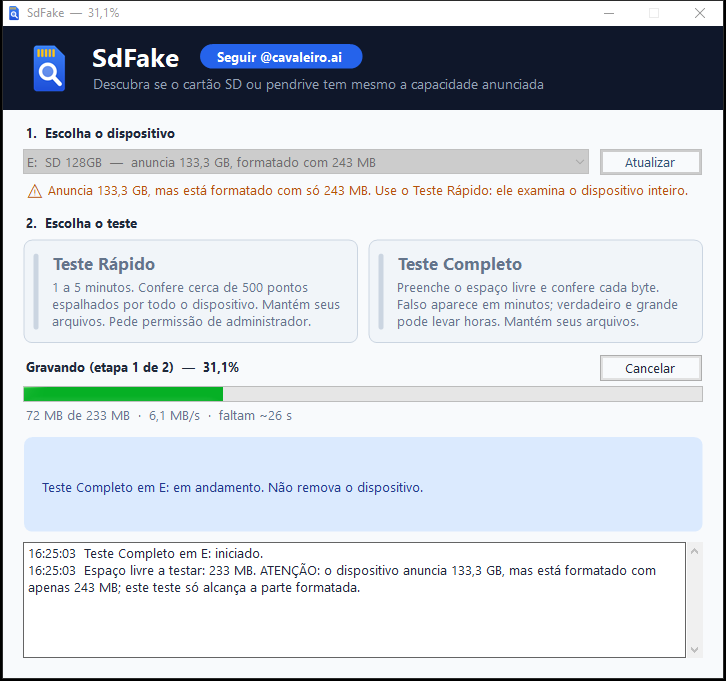 SdFake — 31,1%
SdFake
Seguir @cavaleiro.ai
Descubra se o cartão SD ou pendrive tem mesmo a capacidade anunciada
1. Escolha o dispositivo
E: SD 128GB — anuncia 133,3 GB, formatado com 243 MB
Atualizar
Anuncia 133,3 GB, mas está formatado com só 243 MB. Use o Teste Rápido: ele examina o dispositivo inteiro.
2. Escolha o teste
Teste Rápido
1 a 5 minutos. Confere cerca de 500 pontos
espalhados por todo o dispositivo. Mantém seus
arquivos. Pede permissão de administrador.
Teste Completo
Preenche o espaço livre e confere cada byte.
Falso aparece em minutos; verdadeiro e grande
pode levar horas. Mantém seus arquivos.
Gravando (etapa 1 de 2) — 31,1%
Cancelar
72 MB de 233 MB · 6,1 MB/s · faltam ~26 s
Teste Completo em E: em andamento. Não remova o dispositivo.
16:25:03 Teste Completo em E: iniciado.
16:25:03 Espaço livre a testar: 233 MB. ATENÇÃO: o dispositivo anuncia 133,3 GB, mas está formatado com
apenas 243 MB; este teste só alcança a parte formatada.